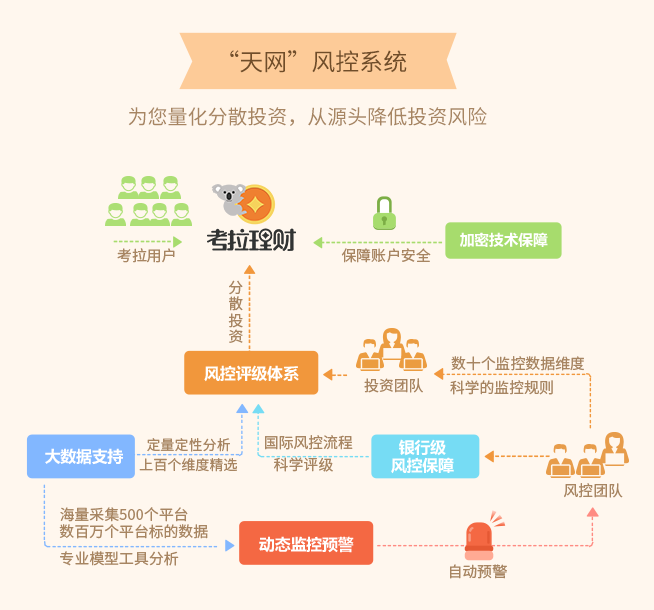 “天网”风控系统
为您量化分散投资，从源头降低投资风险
考拉理财
考拉用户
保障账户安全
加密技术保障
分散投资
风控评级体系
投资团队
数十个监控数据维度
科学的监控规则
大数据支持
定量定性分析
上百个维度精选
国际风控流程
科学评级
银行级
风控保障
风控团队
海量采集500个平台
数百万个平台标的数据
专业模型工具分析
动态监控预警
自动预警